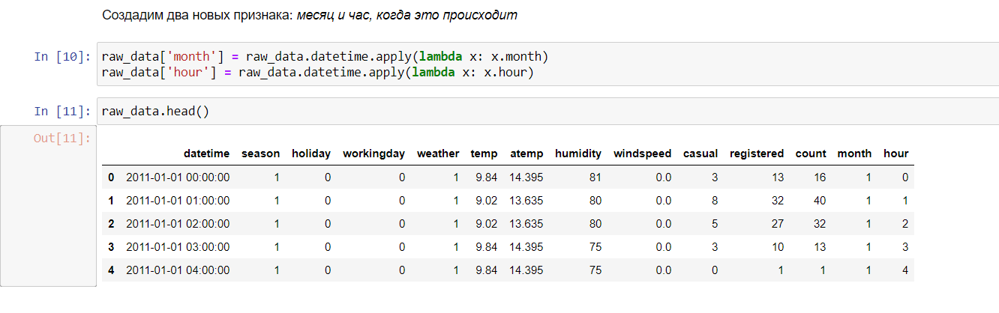 Создадим два новых признака: месяц и час, когда это происходит
In [10]: raw_data['month'] = raw_data.datetime.apply(lambda x: x.month)
raw_data['hour'] = raw_data.datetime.apply(lambda x: x.hour)
In [11]: raw_data.head()
Out[11]:
datetime season holiday workingday weather temp atemp humidity windspeed casual registered count month hour
0 2011-01-01 00:00:00 1 0 0 1 9.84 14.395 81 0.0 3 13 16 1 0
1 2011-01-01 01:00:00 1 0 0 1 9.02 13.635 80 0.0 8 32 40 1 1
2 2011-01-01 02:00:00 1 0 0 1 9.02 13.635 80 0.0 5 27 32 1 2
3 2011-01-01 03:00:00 1 0 0 1 9.84 14.395 75 0.0 3 10 13 1 3
4 2011-01-01 04:00:00 1 0 0 1 9.84 14.395 75 0.0 0 1 1 1 4